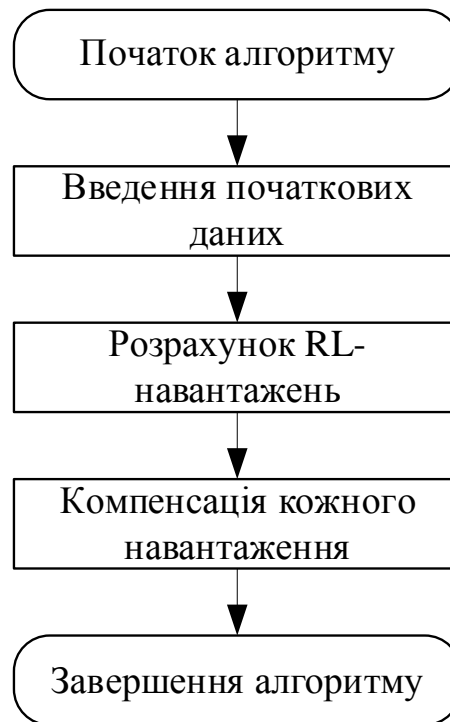 Початок алгоритму
Введення початкових
даних
Розрахунок RL-
навантажень
Компенсація кожного
навантаження
Завершення алгоритму